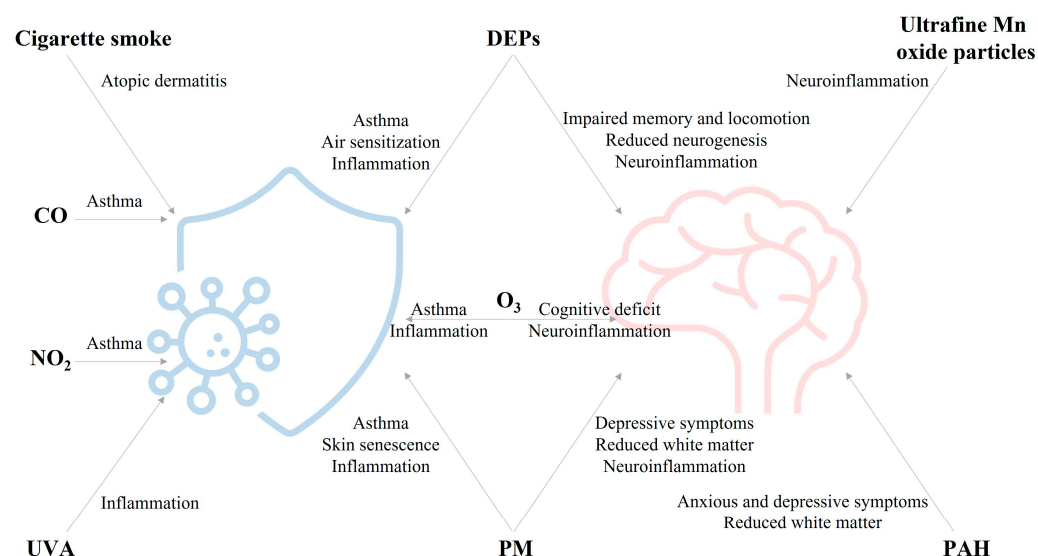 Cigarette smoke
DEPs
Ultrafine Mn
oxide particles
Atopic dermatitis
Neuroinflammation
Asthma
Air sensitization
Inflammation
Impaired memory and locomotion
Reduced neurogenesis
Neuroinflammation
CO
Asthma
O₃
Asthma
Inflammation
Cognitive deficit
Neuroinflammation
NO₂
Asthma
Asthma
Skin senescence
Inflammation
Depressive symptoms
Reduced white matter
Neuroinflammation
Inflammation
Anxious and depressive symptoms
Reduced white matter
UVA
PM
PAH